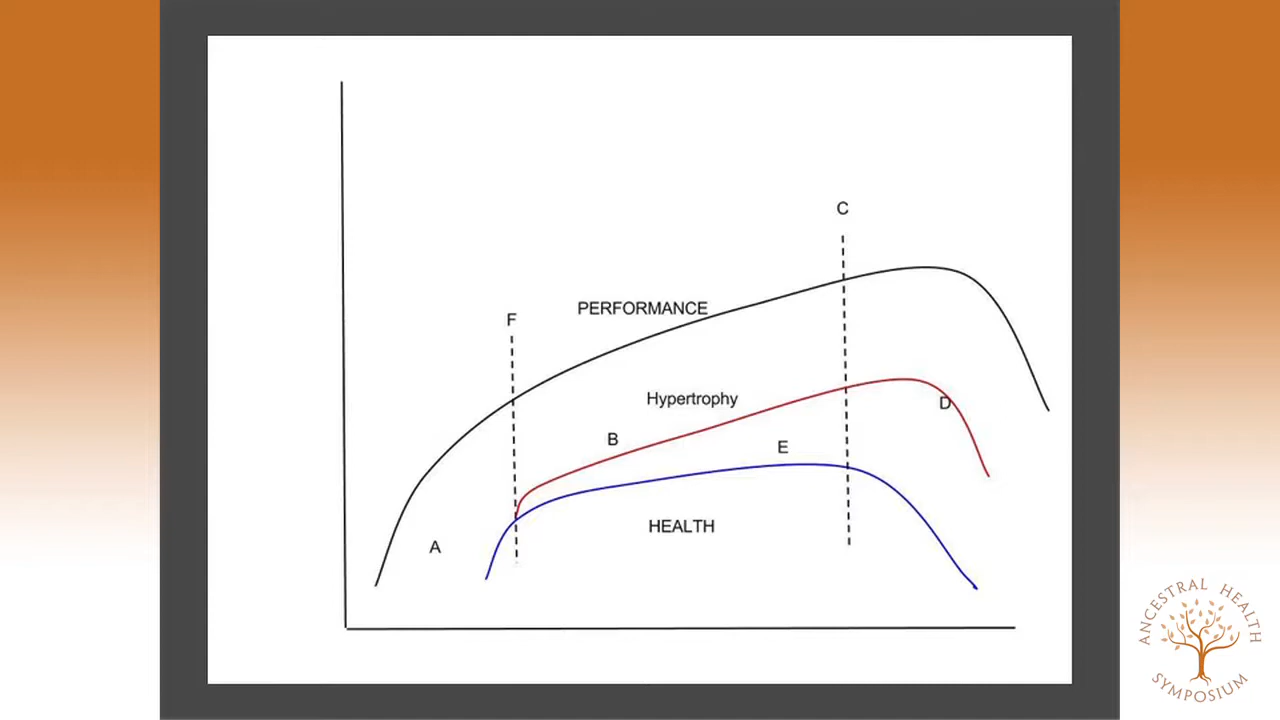 C
PERFORMANCE
F
Hypertrophy
D
B
E
HEALTH
A
ANCESTRAL HEALTH
SYMPOSIUM